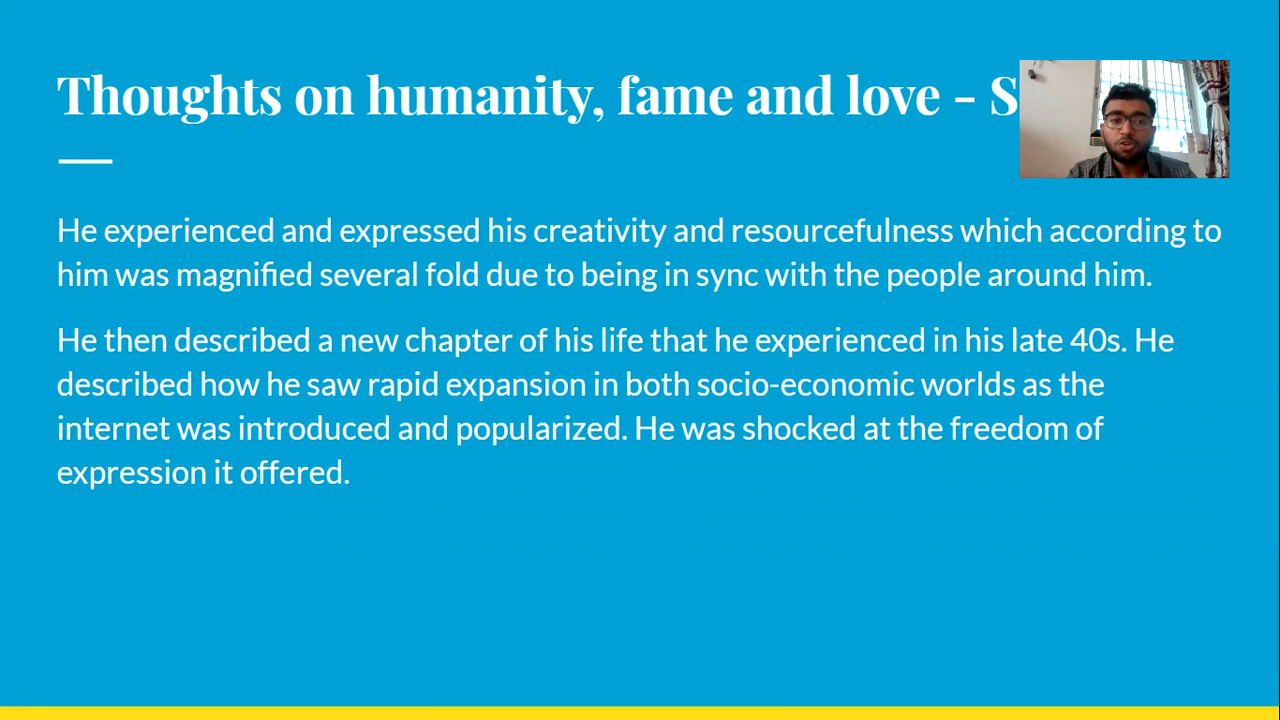 Thoughts on humanity, fame and love - S
He experienced and expressed his creativity and resourcefulness which according to
him was magnified several fold due to being in sync with the people around him.
He then described a new chapter of his life that he experienced in his late 40s. He
described how he saw rapid expansion in both socio-economic worlds as the
internet was introduced and popularized. He was shocked at the freedom of
expression it offered.